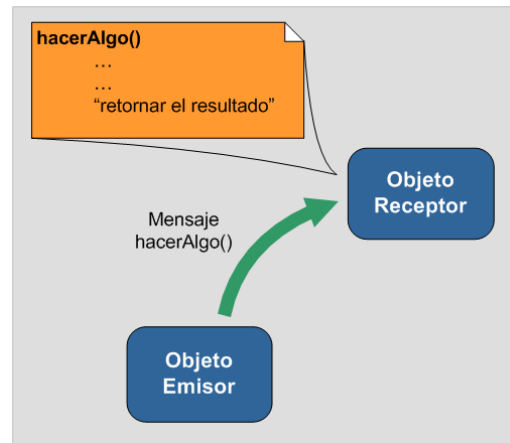 hacerAlgo()
…
…
“retornar el resultado”
Objeto
Receptor
Mensaje
hacerAlgo()
Objeto
Emisor